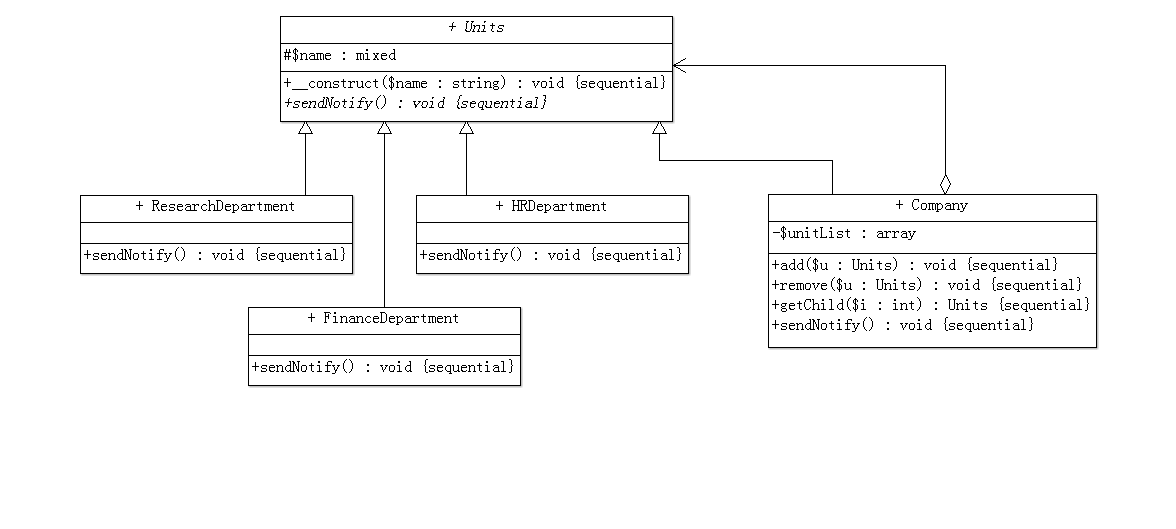 + Units
#$name : mixed
+__construct($name : string) : void {sequential}
+sendNotify() : void {sequential}
+ ResearchDepartment
+sendNotify() : void {sequential}
+ HRDepartment
+sendNotify() : void {sequential}
+ Company
-$unitList : array
+add($u : Units) : void {sequential}
+remove($u : Units) : void {sequential}
+getChild($i : int) : Units {sequential}
+sendNotify() : void {sequential}
+ FinanceDepartment
+sendNotify() : void {sequential}